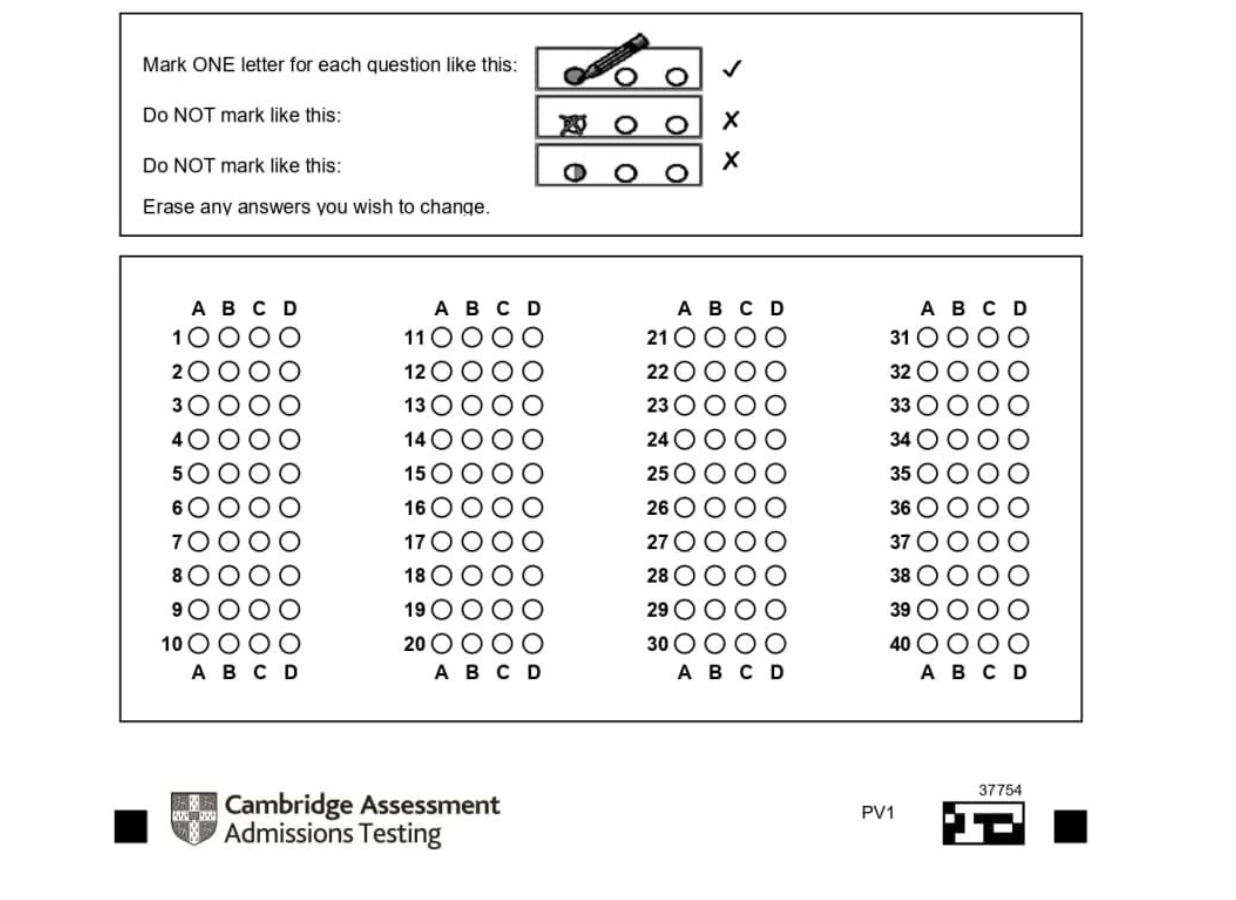 Mark ONE letter for each question like this:
Do NOT mark like this:
Do NOT mark like this:
Erase any answers you wish to change.
A B C D A B C D A B C D A B C D
1 11 21 31
2 12 22 32
3 13 23 33
4 14 24 34
5 15 25 35
6 16 26 36
7 17 27 37
8 18 28 38
9 19 29 39
10 20 30 40
A B C D A B C D A B C D A B C D
37754
Cambridge Assessment
Admissions Testing
PV1